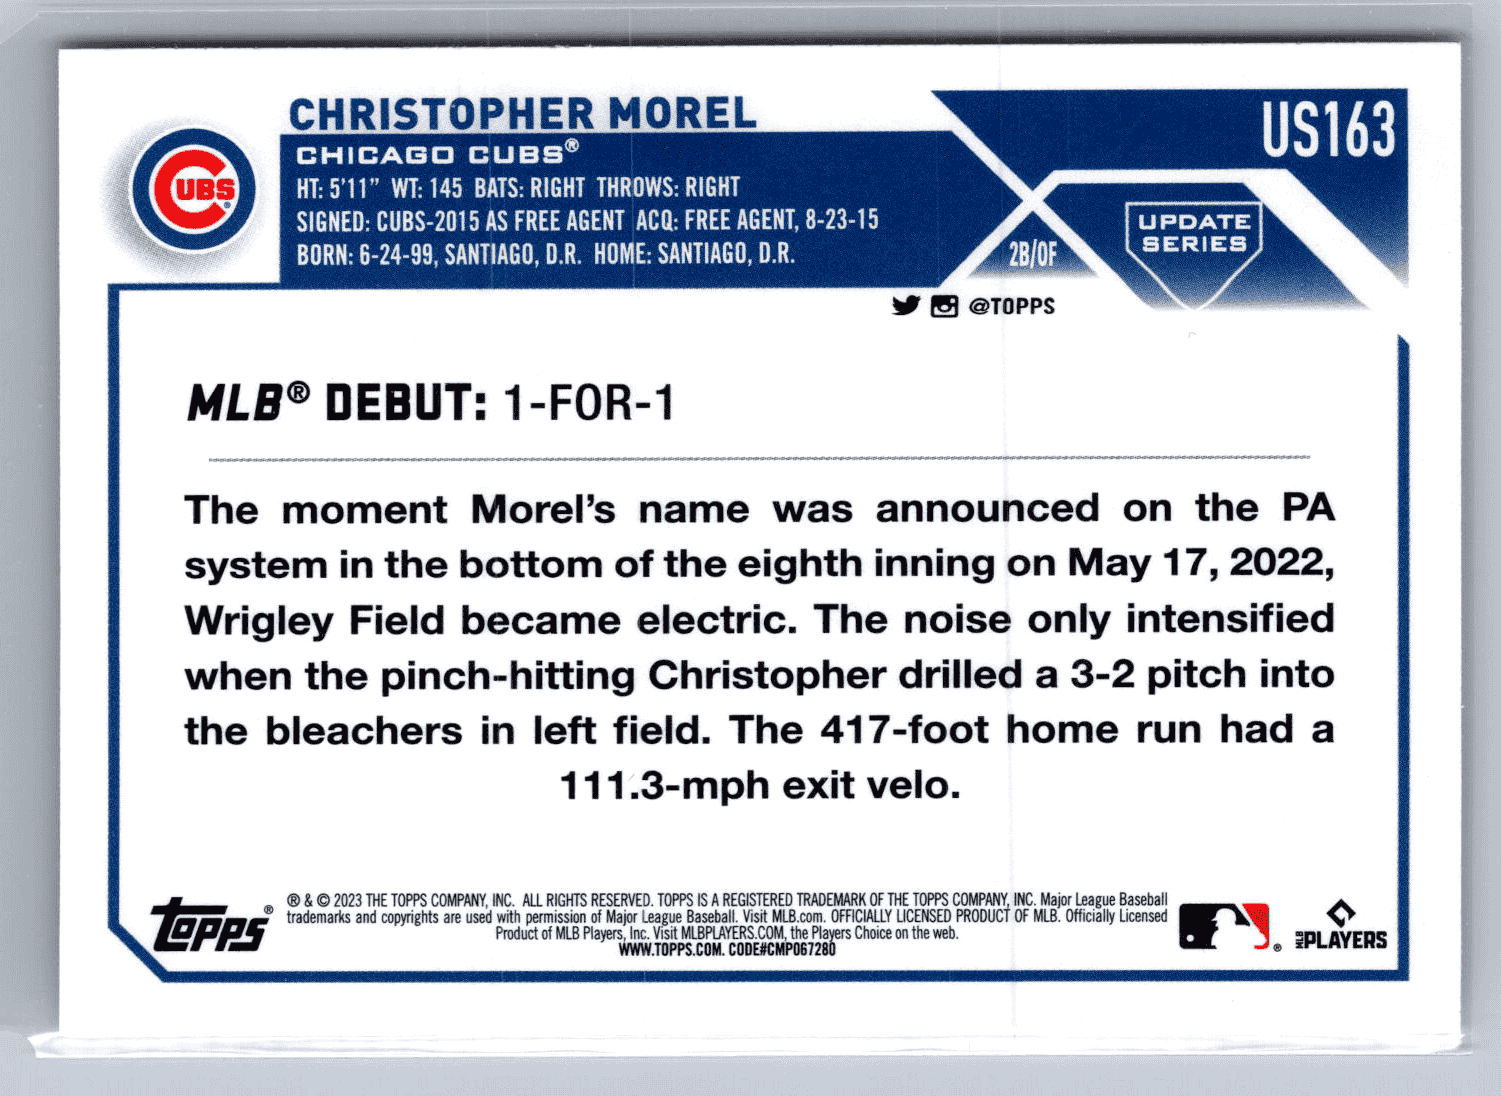 CHRISTOPHER MOREL
US163
CHICAGO CUBS®
CUBS®
HT: 5'11" WT: 145 BATS: RIGHT THROWS: RIGHT
SIGNED: CUBS-2015 AS FREE AGENT ACQ: FREE AGENT, 8-23-15
BORN: 6-24-99, SANTIAGO, D.R. HOME: SANTIAGO, D.R.
2B/OF
UPDATE
SERIES
@TOPPS
MLB® DEBUT: 1-FOR-1
The moment Morel's name was announced on the PA
system in the bottom of the eighth inning on May 17, 2022,
Wrigley Field became electric. The noise only intensified
when the pinch-hitting Christopher drilled a 3-2 pitch into
the bleachers in left field. The 417-foot home run had a
111.3-mph exit velo.
TOPPS®
® & © 2023 THE TOPPS COMPANY, INC. ALL RIGHTS RESERVED. TOPPS IS A REGISTERED TRADEMARK OF THE TOPPS COMPANY, INC. Major League Baseball
trademarks and copyrights are used with permission of Major League Baseball. Visit MLB.com. OFFICIALLY LICENSED PRODUCT OF MLB. Officially Licensed
Product of MLB Players, Inc. Visit MLBPLAYERS.COM, the Players Choice on the web.
WWW.TOPPS.COM. CODE#CMP067280
®
MLB PLAYERS